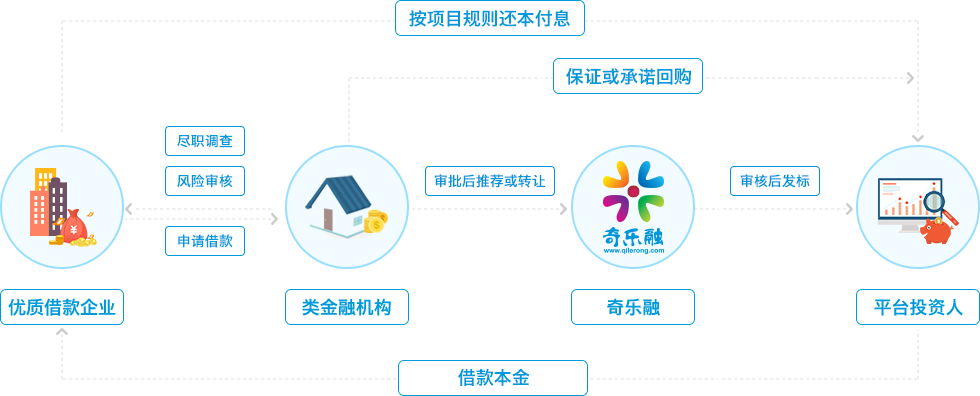 按项目规则还本付息
保证或承诺回购
尽职调查
风险审核
申请借款
审批后推荐或转让
审核后发标
¥
奇乐融
www.qilerong.com
优质借款企业
类金融机构
奇乐融
平台投资人
借款本金